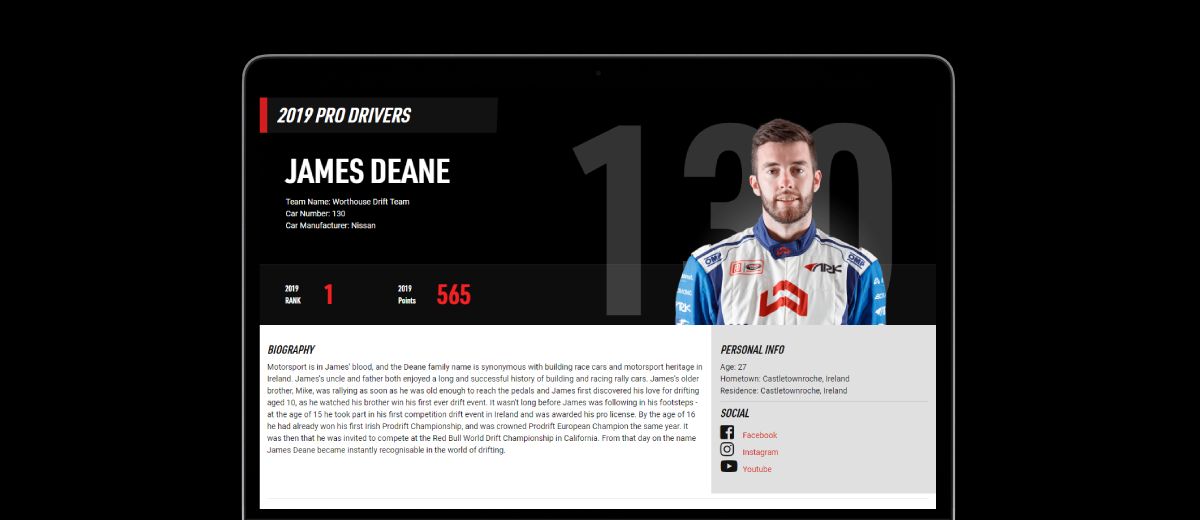 2019 PRO DRIVERS
130
JAMES DEANE
Team Name: Worthouse Drift Team
Car Number: 130
Car Manufacturer: Nissan
OMP
OMP
ARK
2019
RANK
1
2019
Points
565
BIOGRAPHY
Motorsport is in James' blood, and the Deane family name is synonymous with building race cars and motorsport heritage in
Ireland. James's uncle and father both enjoyed a long and successful history of building and racing rally cars. James's older
brother, Mike, was rallying as soon as he was old enough to reach the pedals and James first discovered his love for drifting
aged 10, as he watched his brother win his first ever drift event. It wasn't long before James was following in his footsteps -
at the age of 15 he took part in his first competition drift event in Ireland and was awarded his pro license. By the age of 16
he had already won his first Irish Prodrift Championship, and was crowned Prodrift European Champion the same year. It
was then that he was invited to compete at the Red Bull World Drift Championship in California. From that day on the name
James Deane became instantly recognisable in the world of drifting.
PERSONAL INFO
Age: 27
Hometown: Castletownroche, Ireland
Residence: Castletownroche, Ireland
SOCIAL
Facebook
Instagram
Youtube